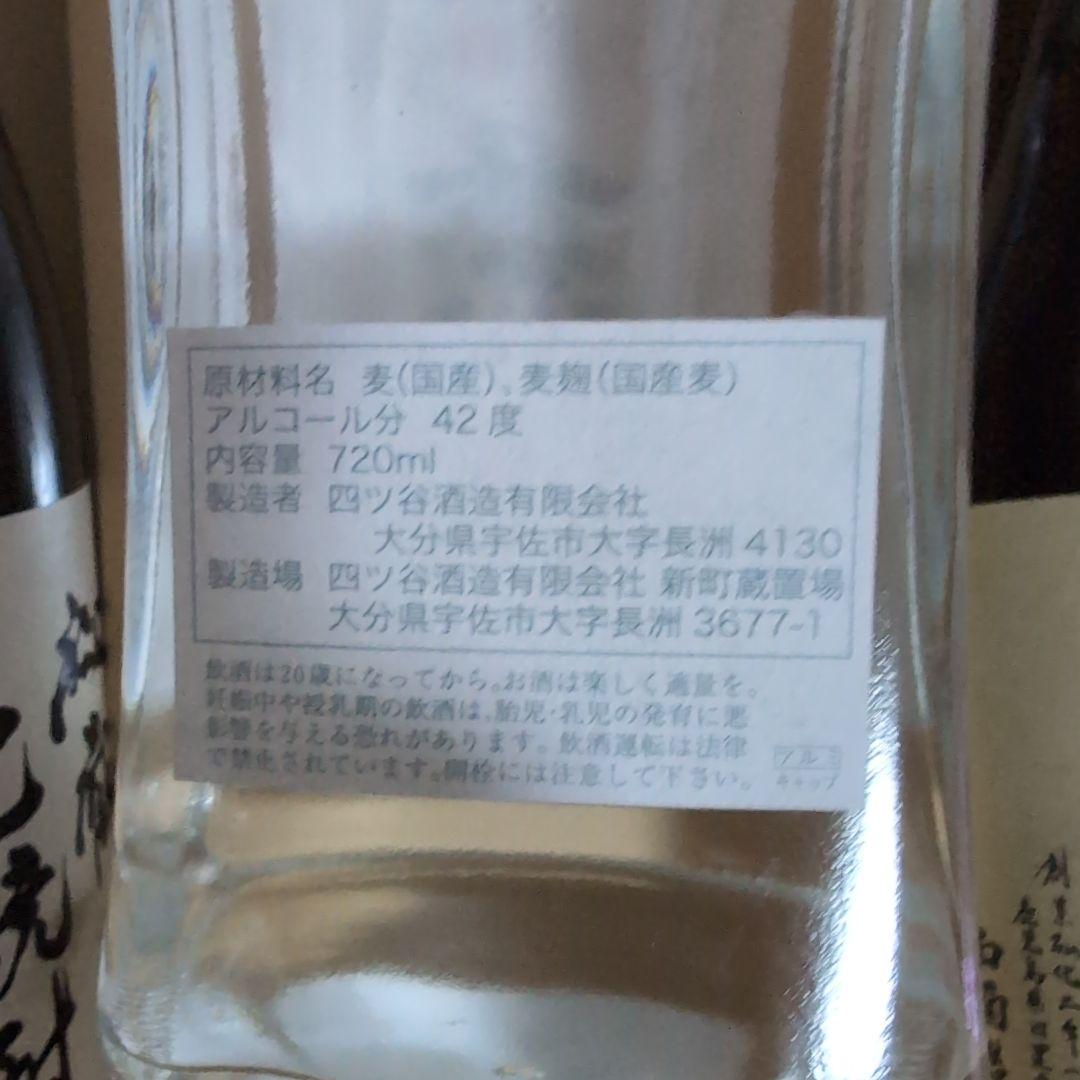 原材料名 麦(国産)、麦麹(国産麦)
アルコール分 42度
内容量 720ml
製造者 四ツ谷酒造有限会社
大分県宇佐市大字長洲4130
製造場 四ツ谷酒造有限会社 新町蔵置場
大分県宇佐市大字長洲3677-1
飲酒は20歳になってから。お酒は楽しく適量を。
妊娠中や授乳期の飲酒は、胎児・乳児の発育に悪
影響を与える恐れがあります。飲酒運転は法律
で禁止されています。開栓には注意して下さい。
アルミ
キャップ